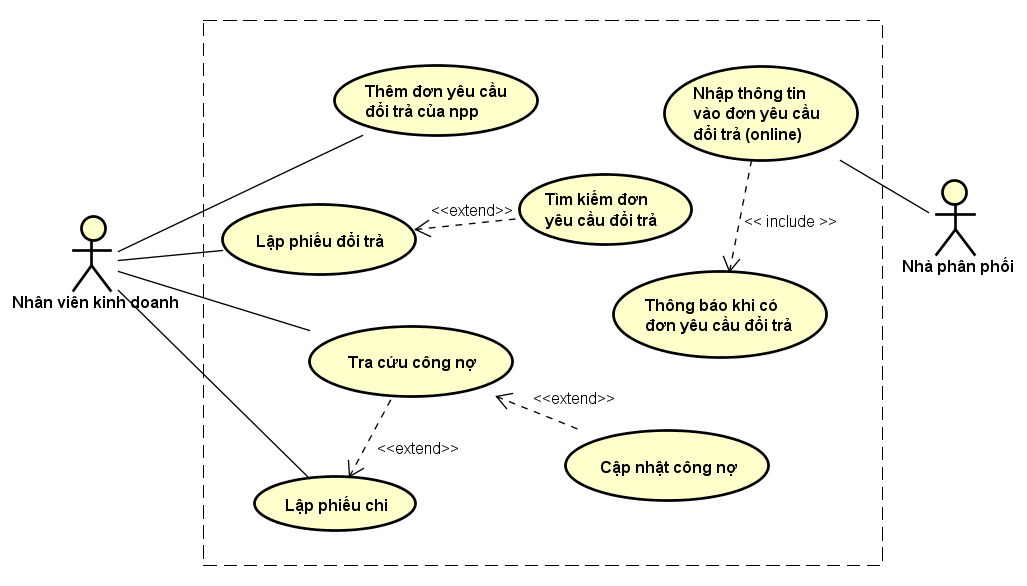 Thêm đơn yêu cầu
đổi trả của npp
Nhập thông tin
vào đơn yêu cầu
đổi trả (online)
Tìm kiếm đơn
yêu cầu đổi trả
<<extend>>
Lập phiếu đổi trả
<< include >>
Nhân viên kinh doanh
Nhà phân phối
Thông báo khi có
đơn yêu cầu đổi trả
Tra cứu công nợ
<<extend>>
<<extend>>
Cập nhật công nợ
Lập phiếu chi